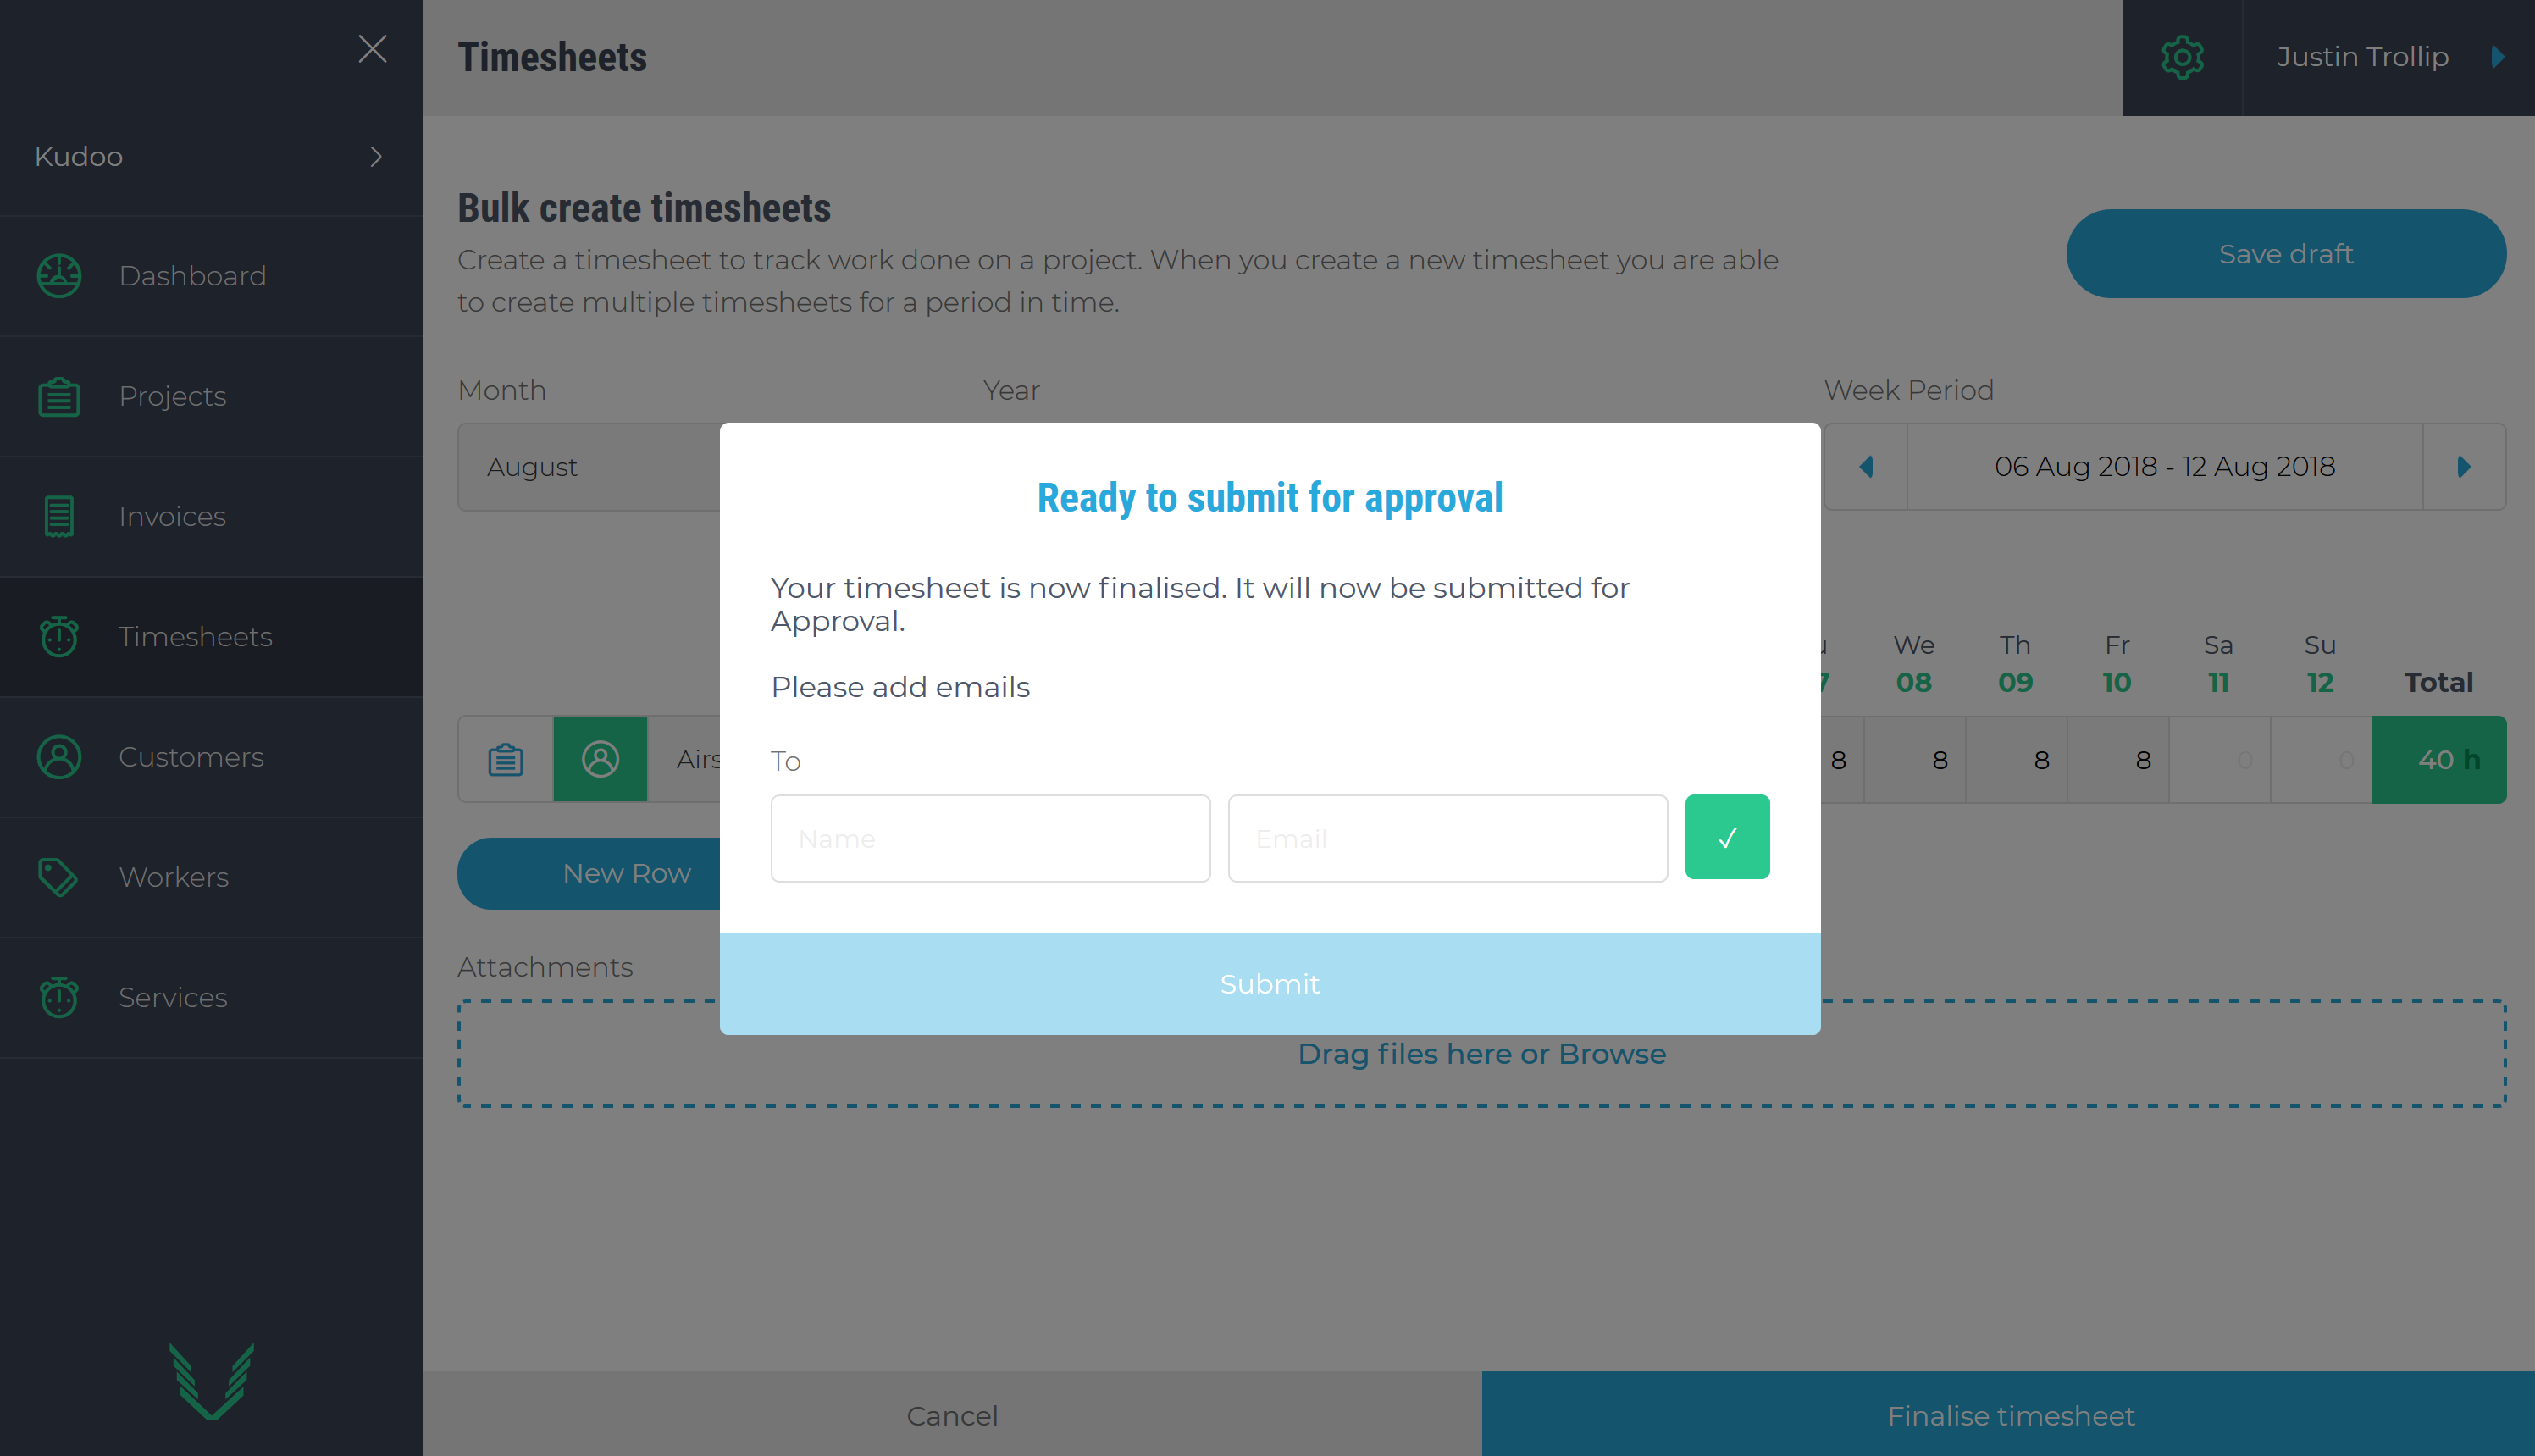 Timesheets
Justin Trollip
Kudoo
Dashboard
Projects
Invoices
Timesheets
Customers
Workers
Services
Bulk create timesheets
Create a timesheet to track work done on a project. When you create a new timesheet you are able
to create multiple timesheets for a period in time.
Save draft
Month
Year
Week Period
August
06 Aug 2018 - 12 Aug 2018
We Th Fr Sa Su
08 09 10 11 12 Total
8 8 8 8 0 0 40 h
New Row
Attachments
Drag files here or Browse
Ready to submit for approval
Your timesheet is now finalised. It will now be submitted for
Approval.
Please add emails
To
Name
Email
Submit
Cancel
Finalise timesheet